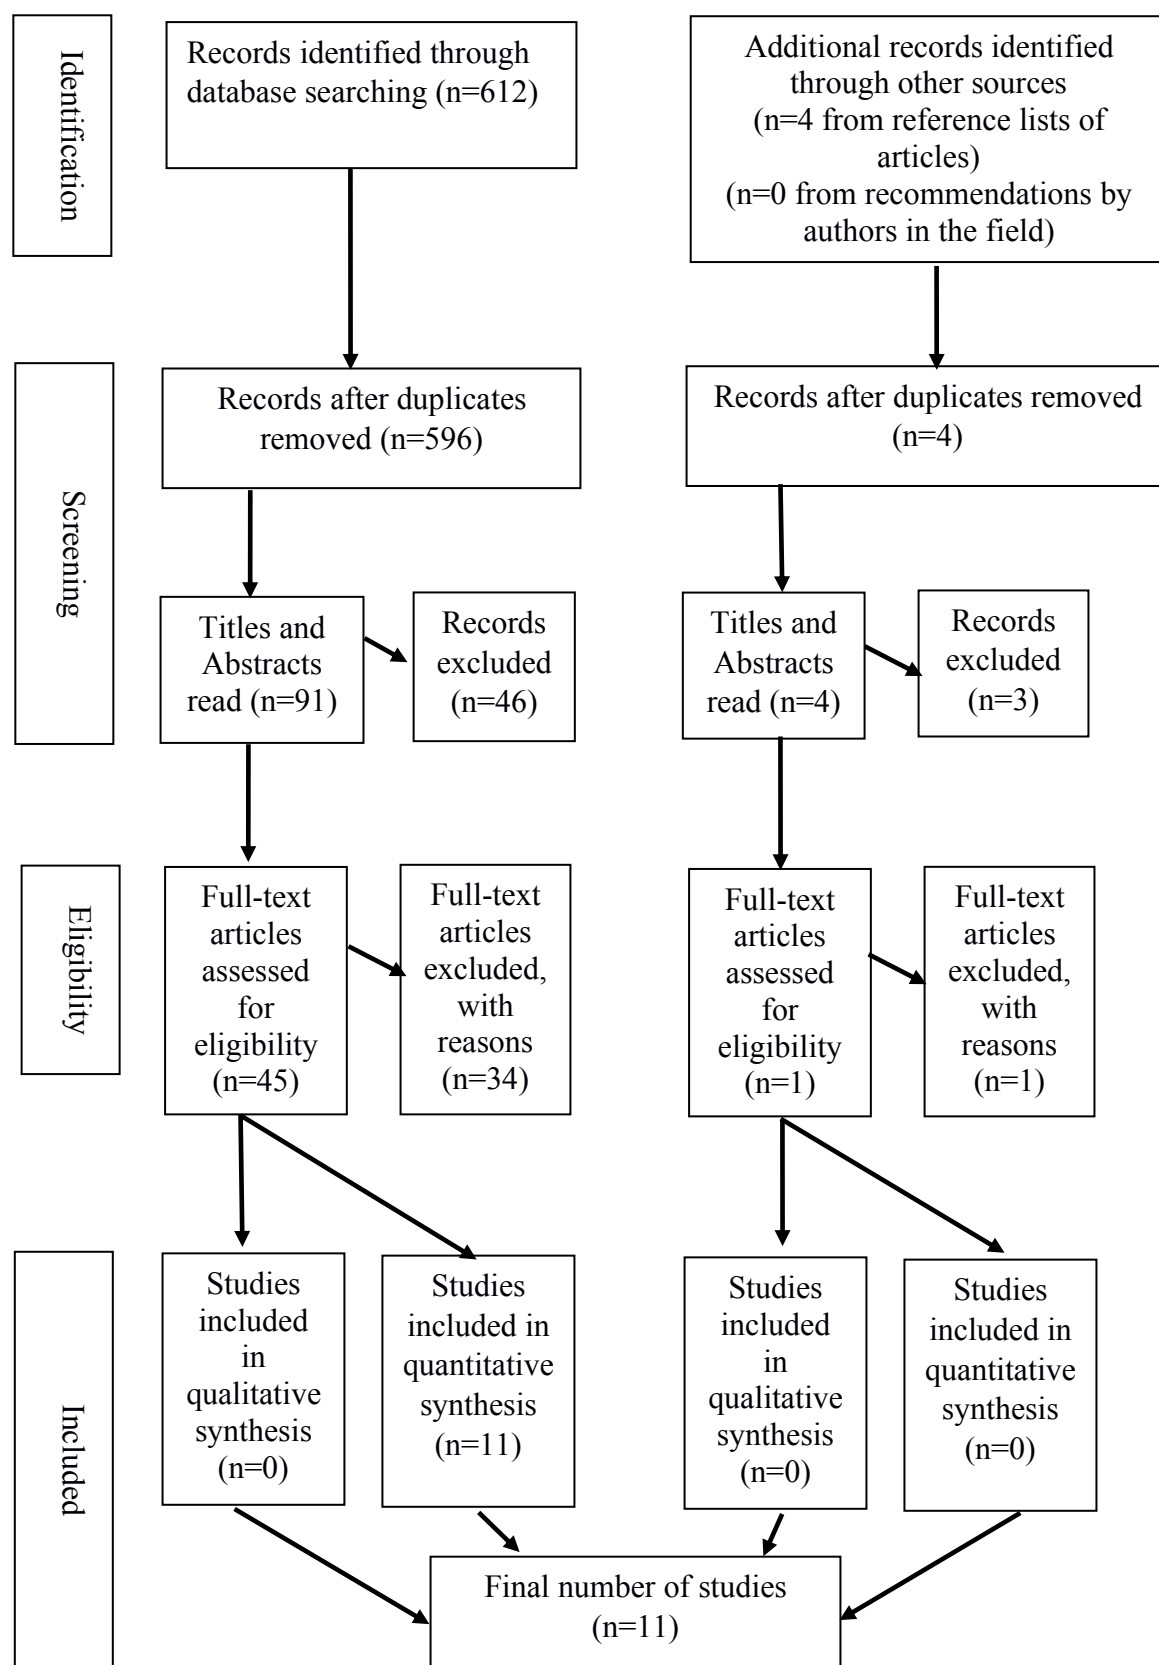 Identification
Records identified through
database searching (n=612)
Additional records identified
through other sources
(n=4 from reference lists of
articles)
(n=0 from recommendations by
authors in the field)
Screening
Records after duplicates
removed (n=596)
Records after duplicates removed
(n=4)
Titles and
Abstracts
read (n=91)
Records
excluded
(n=46)
Titles and
Abstracts
read (n=4)
Records
excluded
(n=3)
Eligibility
Full-text
articles
assessed
for
eligibility
(n=45)
Full-text
articles
excluded,
with
reasons
(n=34)
Full-text
articles
assessed
for
eligibility
(n=1)
Full-text
articles
excluded,
with
reasons
(n=1)
Included
Studies
included
in
qualitative
synthesis
(n=0)
Studies
included in
quantitative
synthesis
(n=11)
Studies
included
in
qualitative
synthesis
(n=0)
Studies
included in
quantitative
synthesis
(n=0)
Final number of studies
(n=11)